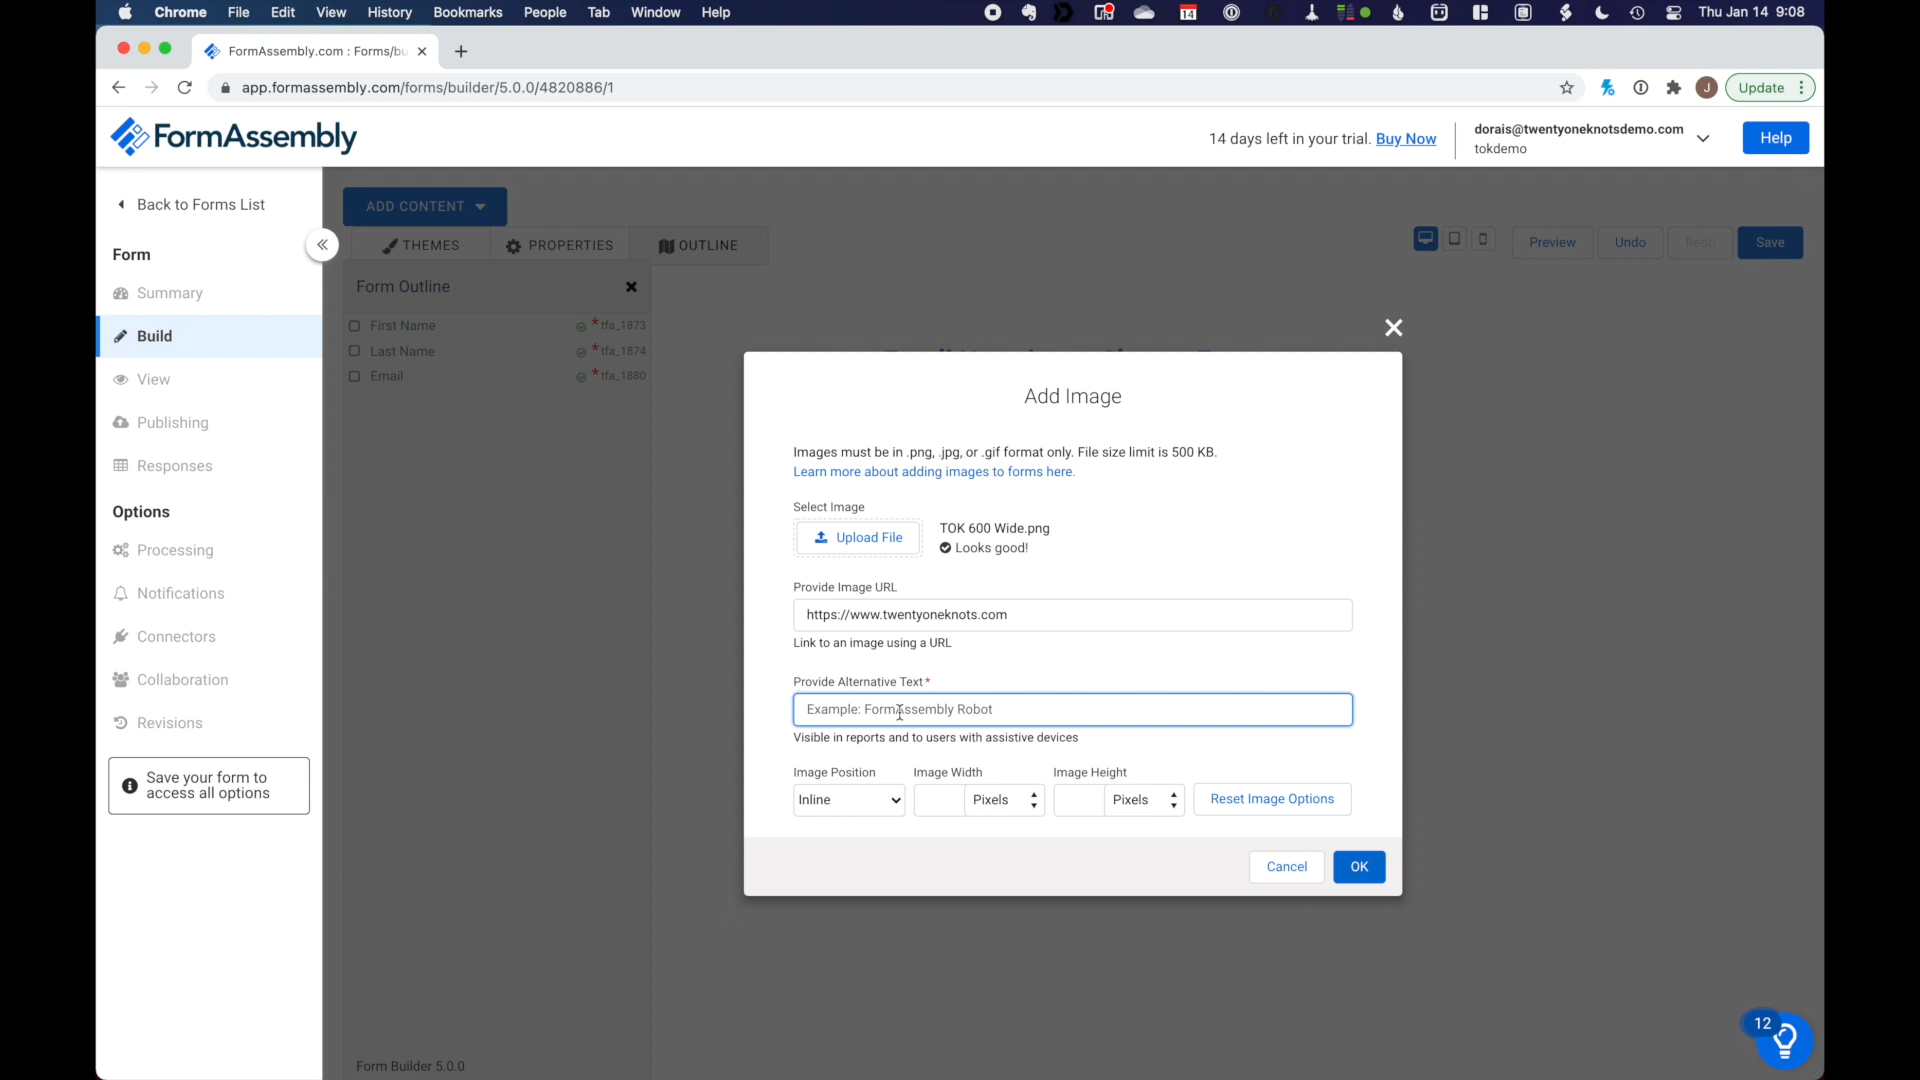 Chrome File Edit View History Bookmarks People Tab Window Help
14
Thu Jan 14 9:08
FormAssembly.com : Forms/bu
app.formassembly.com/forms/builder/5.0.0/4820886/1
J
Update
FormAssembly
14 days left in your trial. Buy Now
dorais@twentyoneknotsdemo.com
tokdemo
Help
Back to Forms List
Form
Summary
Build
View
Publishing
Responses
Options
Processing
Notifications
Connectors
Collaboration
Revisions
Save your form to
access all options
ADD CONTENT
THEMES PROPERTIES OUTLINE
Preview Undo Redo Save
Form Outline
First Name *tfa_1873
Last Name *tfa_1874
Email *tfa_1880
Form Builder 5.0.0
Add Image
Images must be in .png, .jpg, or .gif format only. File size limit is 500 KB.
Learn more about adding images to forms here.
Select Image
Upload File
TOK 600 Wide.png
Looks good!
Provide Image URL
https://www.twentyoneknots.com
Link to an image using a URL
Provide Alternative Text*
Example: FormAssembly Robot
Visible in reports and to users with assistive devices
Image Position Image Width Image Height
Inline Pixels Pixels Reset Image Options
Cancel OK
12